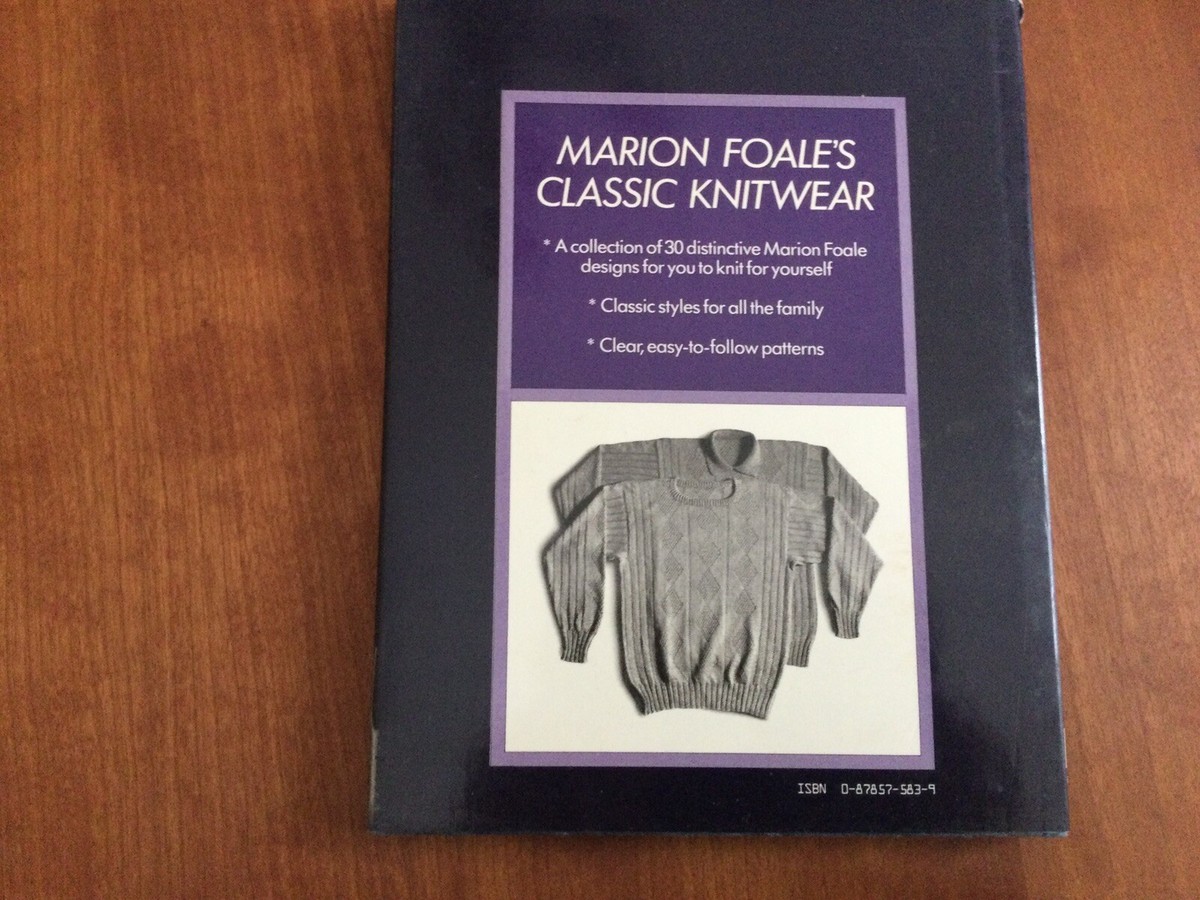 MARION FOALE'S
CLASSIC KNITWEAR
* A collection of 30 distinctive Marion Foale
designs for you to knit for yourself
* Classic styles for all the family
* Clear, easy-to-follow patterns
ISBN 0-87857-583-9